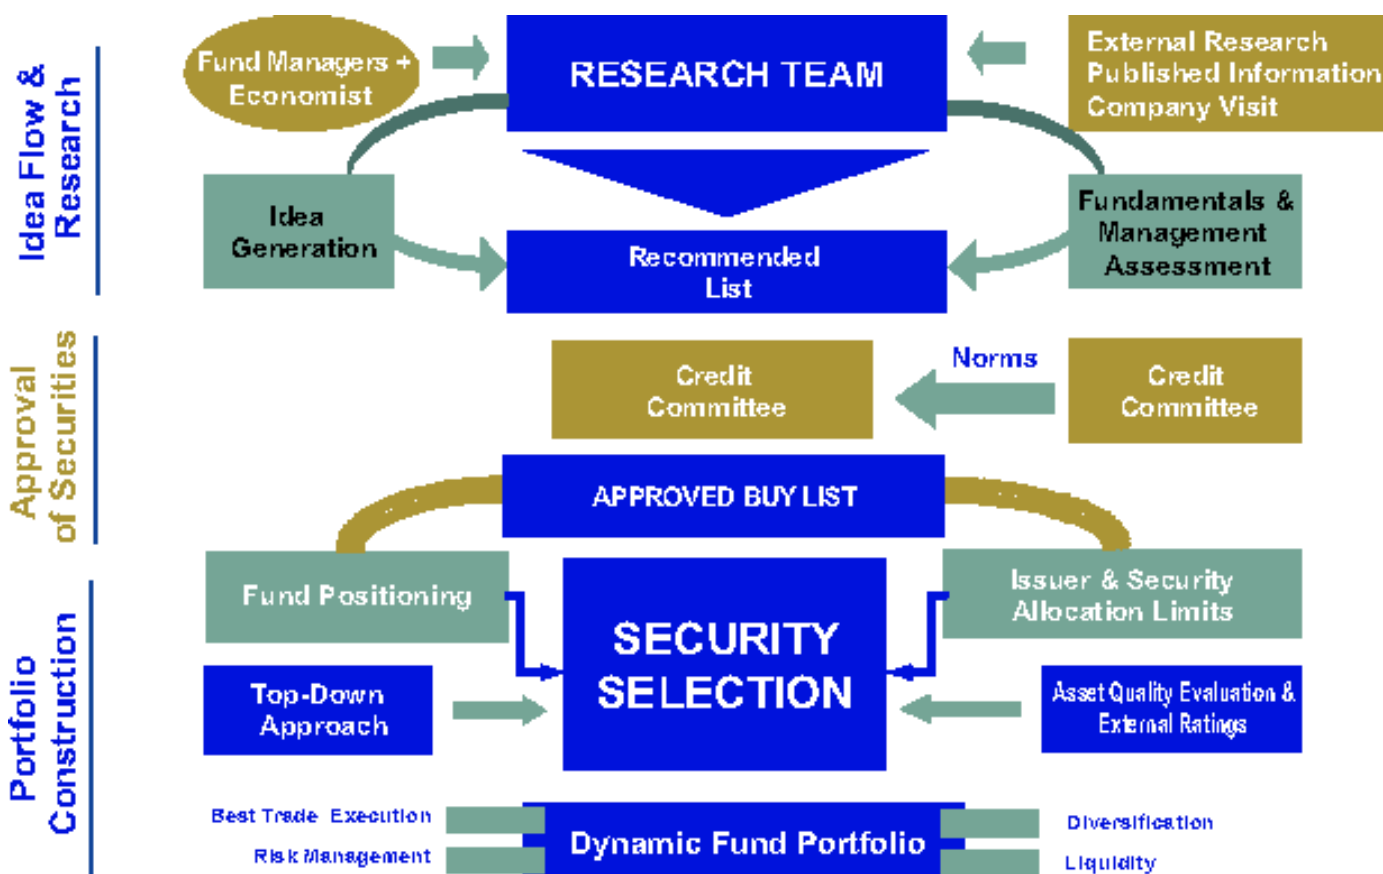 Idea Flow &
Research
Fund Managers +
Economist
RESEARCH TEAM
External Research
Published Information
Company Visit
Idea
Generation
Recommended
List
Fundamentals &
Management
Assessment
Approval
of Securities
Credit
Committee
Norms
Credit
Committee
APPROVED BUY LIST
Portfolio
Construction
Fund Positioning
SECURITY
SELECTION
Issuer & Security
Allocation Limits
Top-Down
Approach
Asset Quality Evaluation &
External Ratings
Best Trade Execution
Risk Management
Dynamic Fund Portfolio
Diversification
Liquidity